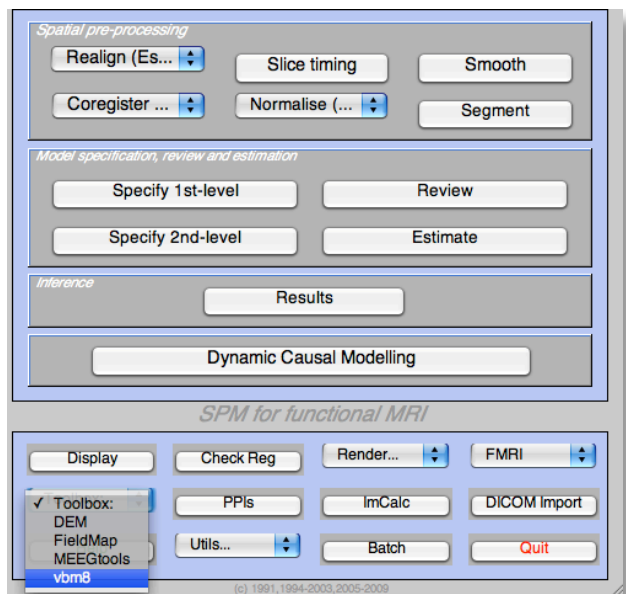 Spatial pre-processing
Realign (Es...
Slice timing
Smooth
Coregister ...
Normalise (...
Segment
Model specification, review and estimation
Specify 1st-level
Review
Specify 2nd-level
Estimate
Inference
Results
Dynamic Causal Modelling
SPM for functional MRI
Display
Check Reg
Render...
FMRI
✓ Toolbox:
PPIs
ImCalc
DICOM Import
DEM
FieldMap
MEEGtools
vbm8
Utils...
Batch
Quit
(c) 1991,1994-2003,2005-2009